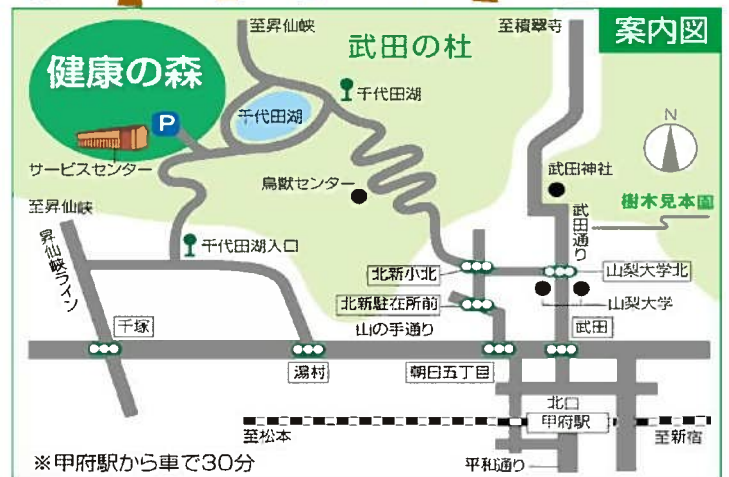 至昇仙峡
至積翠寺
案内図
武田の杜
健康の森
千代田湖
千代田湖
P
N
サービスセンター
鳥獣センター
武田神社
樹木見本園
至昇仙峡
武田通り
千代田湖入口
昇仙峡ライン
北新小北
山梨大学北
北新駐在所前
山梨大学
山の手通り
武田
千塚
湯村
朝日五丁目
北口
甲府駅
至松本
至新宿
※甲府駅から車で30分
平和通り